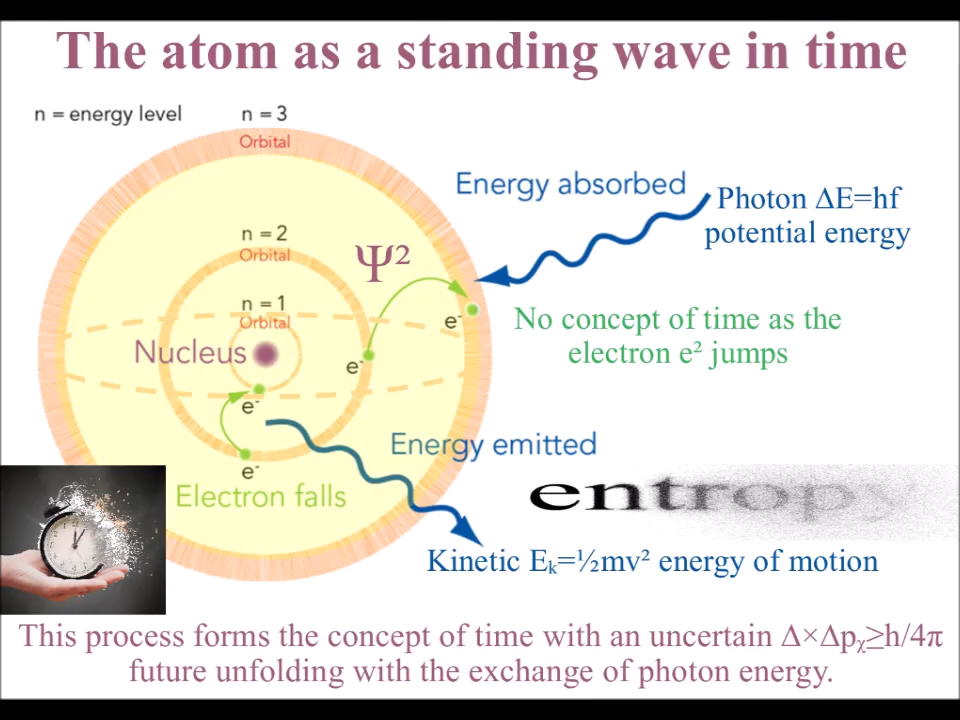 The atom as a standing wave in time
n = energy level
n = 3
Orbital
Energy absorbed
Photon ∆E=hf
potential energy
n = 2
Orbital
Ψ²
n = 1
Orbital
e⁻
No concept of time as the
electron e² jumps
Nucleus
e⁻
e⁻
Energy emitted
e⁻
Electron falls
entropy
Kinetic Eₖ=½mv² energy of motion
This process forms the concept of time with an uncertain ∆×∆pᵪ≥h/4π
future unfolding with the exchange of photon energy.